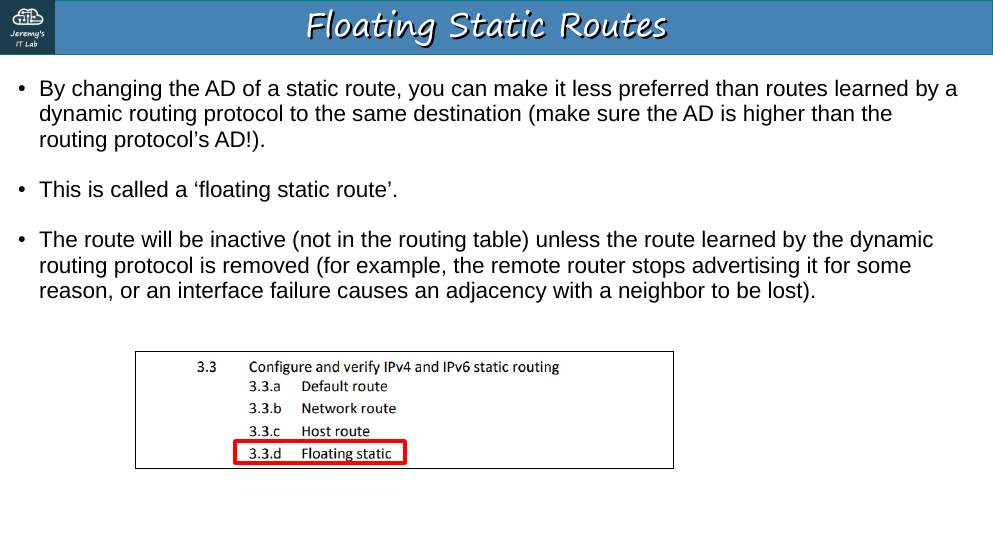 Jeremy's
IT Lab
Floating Static Routes
• By changing the AD of a static route, you can make it less preferred than routes learned by a
dynamic routing protocol to the same destination (make sure the AD is higher than the
routing protocol’s AD!).
• This is called a ‘floating static route’.
• The route will be inactive (not in the routing table) unless the route learned by the dynamic
routing protocol is removed (for example, the remote router stops advertising it for some
reason, or an interface failure causes an adjacency with a neighbor to be lost).
3.3 Configure and verify IPv4 and IPv6 static routing
3.3.a Default route
3.3.b Network route
3.3.c Host route
3.3.d Floating static